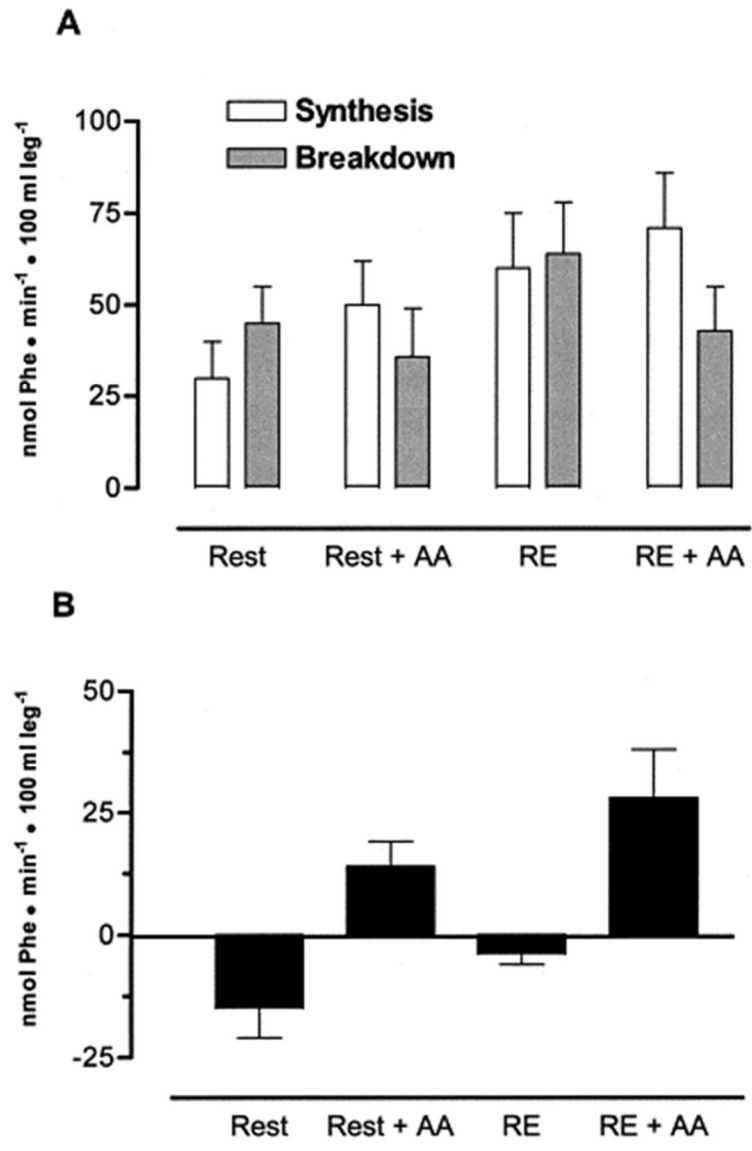 A
Synthesis
Breakdown
nmol Phe • min⁻¹ • 100 ml leg⁻¹
100
75
50
25
0
Rest Rest + AA RE RE + AA
B
nmol Phe • min⁻¹ • 100 ml leg⁻¹
50
25
0
-25
Rest Rest + AA RE RE + AA